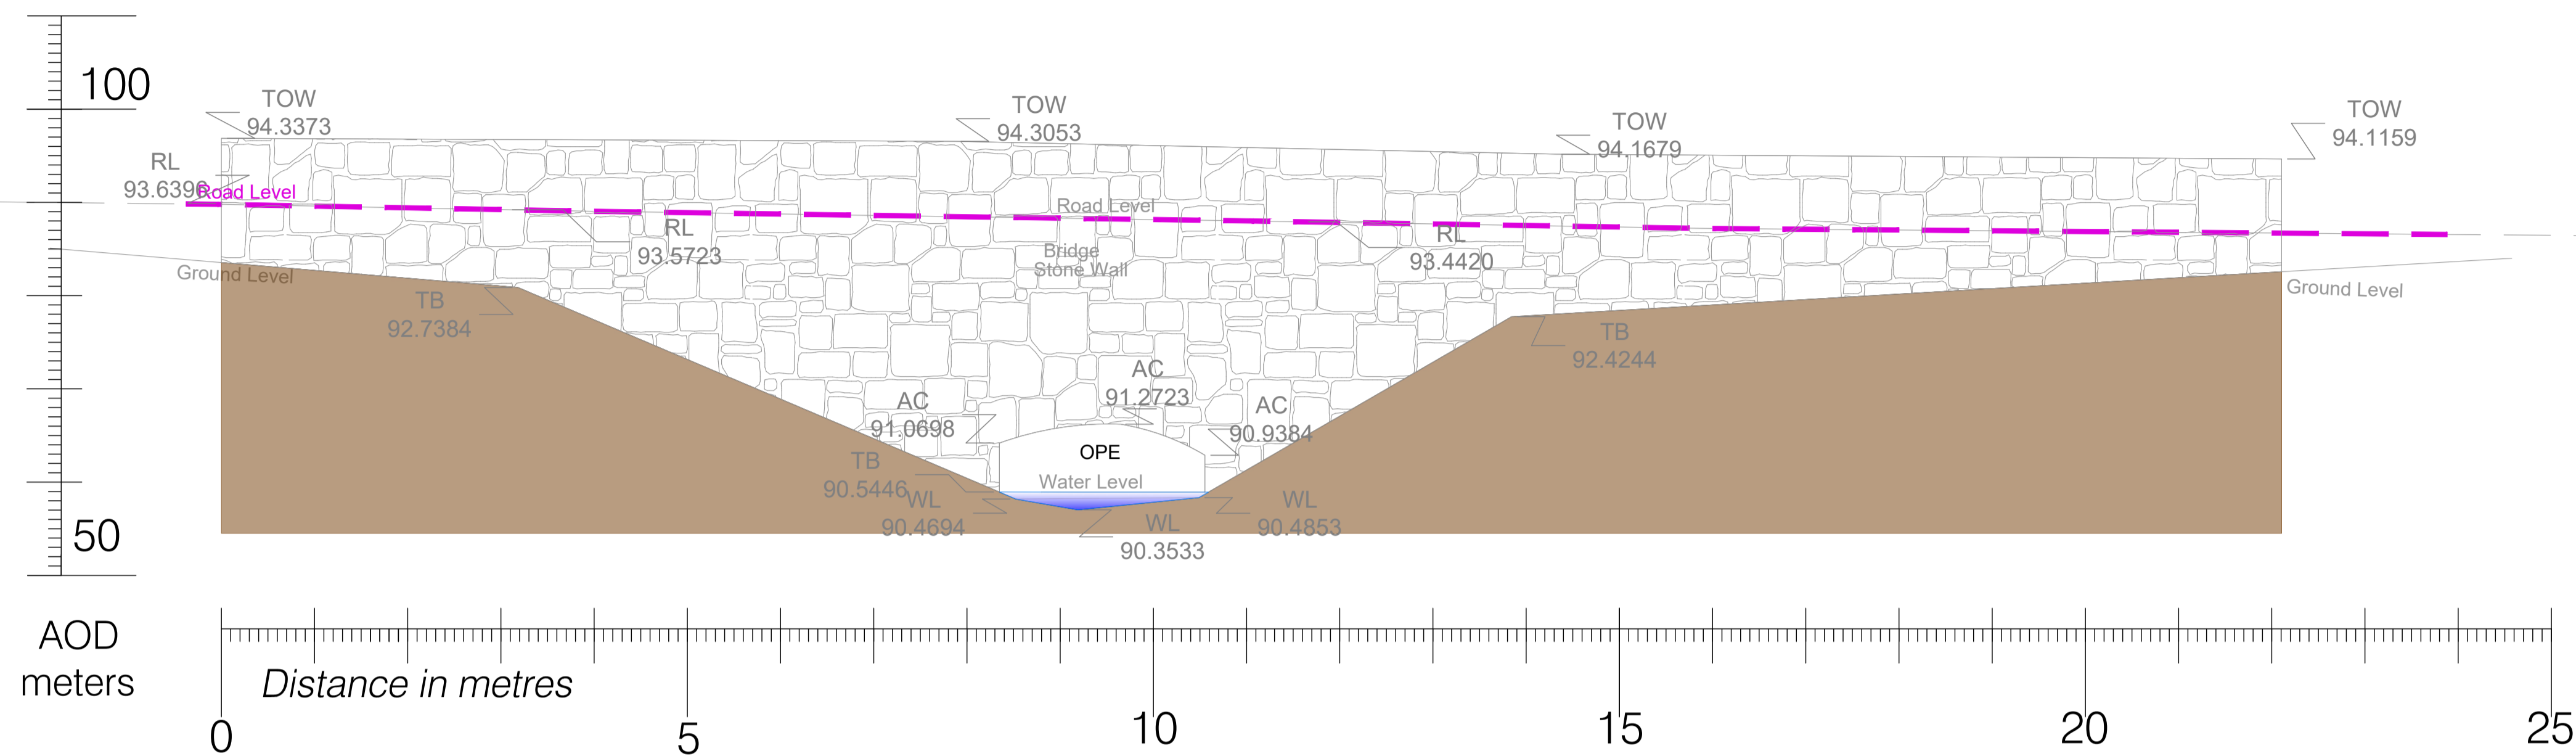 100
TOW
94.3373
TOW
94.3053
TOW
94.1679
TOW
94.1159
RL
93.6396
Road Level
Road Level
RL
93.5723
RL
93.4420
Bridge
Stone Wall
Ground Level
Ground Level
TB
92.7384
TB
92.4244
AC
91.2723
AC
91.0698
AC
90.9384
OPE
TB
90.5446
Water Level
WL
90.4694
WL
90.4853
WL
90.3533
50
AOD
meters
Distance in metres
0
5
10
15
20
25